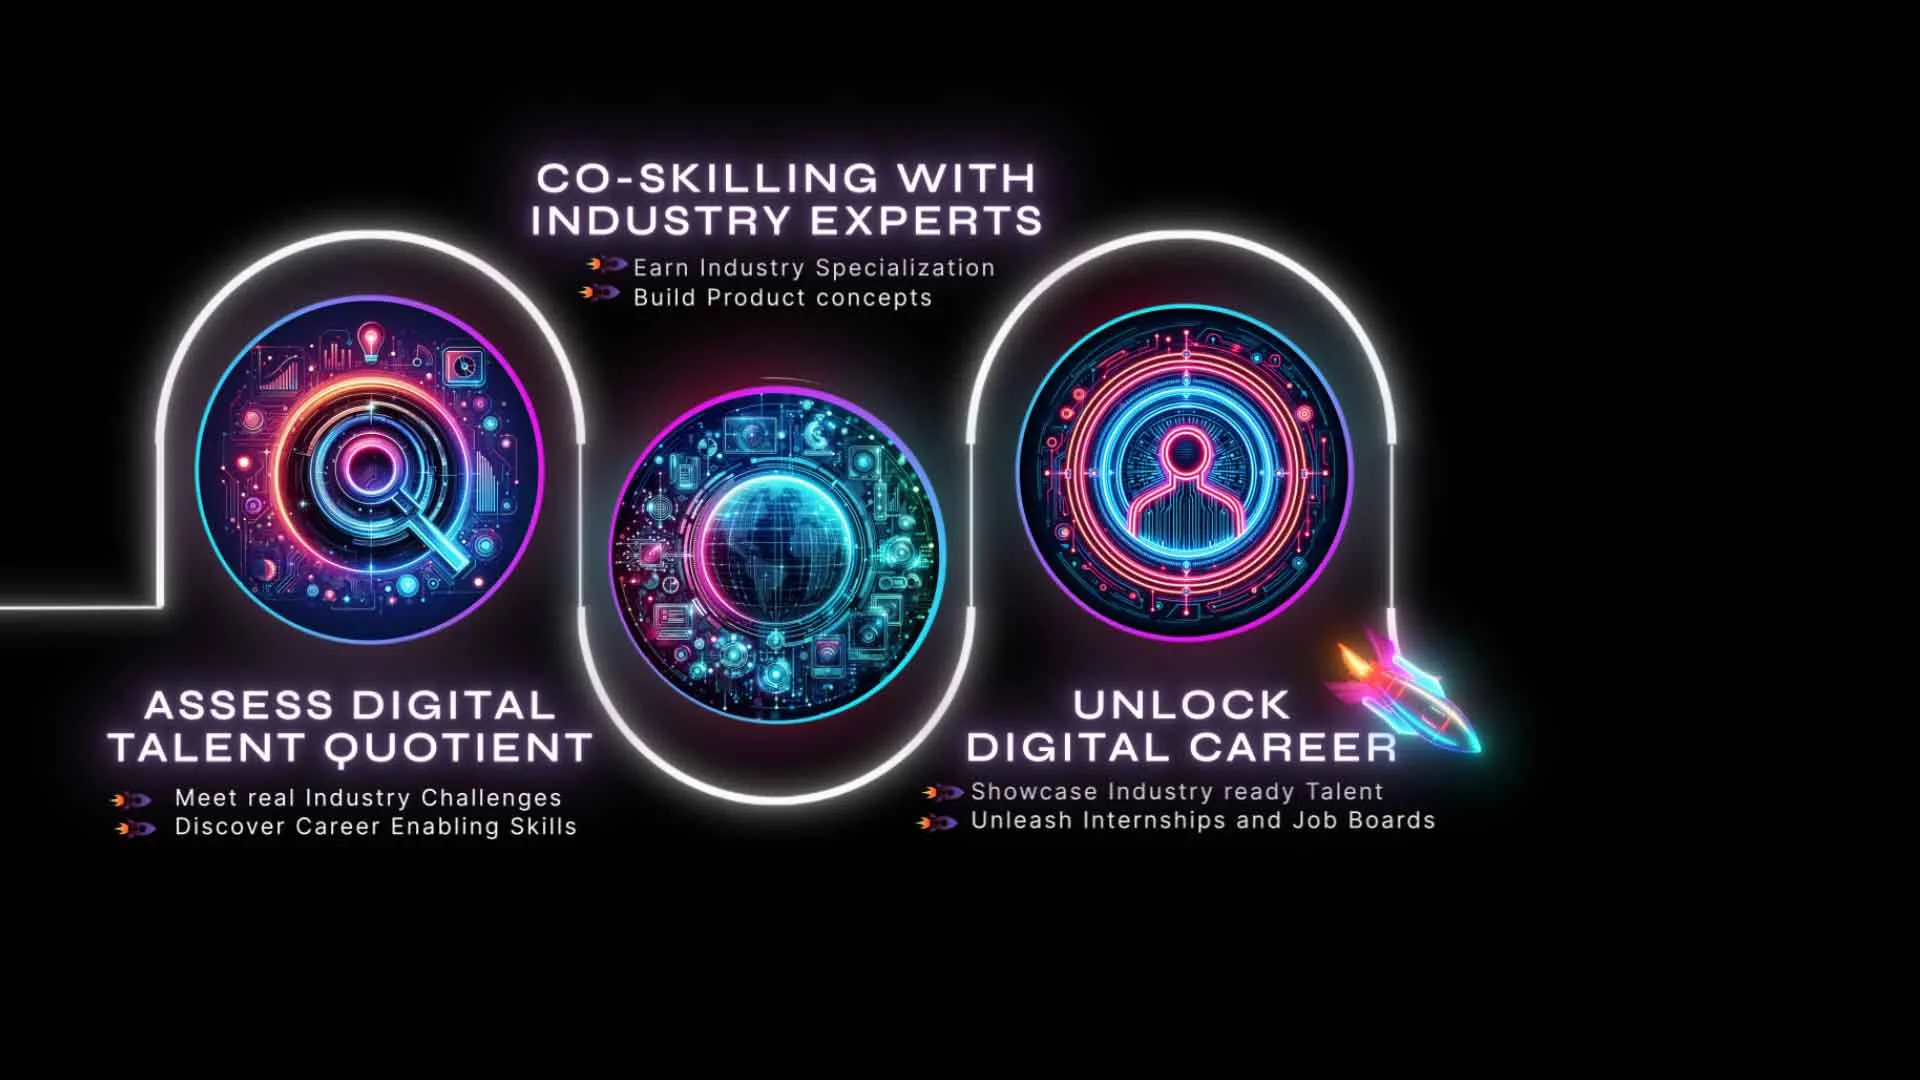 CO-SKILLING WITH
INDUSTRY EXPERTS
Earn Industry Specialization
Build Product concepts
ASSESS DIGITAL
TALENT QUOTIENT
Meet real Industry Challenges
Discover Career Enabling Skills
UNLOCK
DIGITAL CAREER
Showcase Industry ready Talent
Unleash Internships and Job Boards